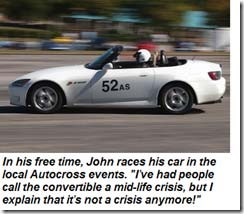 52AS
In his free time, John races his car in the
local Autocross events. "I've had people
call the convertible a mid-life crisis, but I
explain that it's not a crisis anymore!"